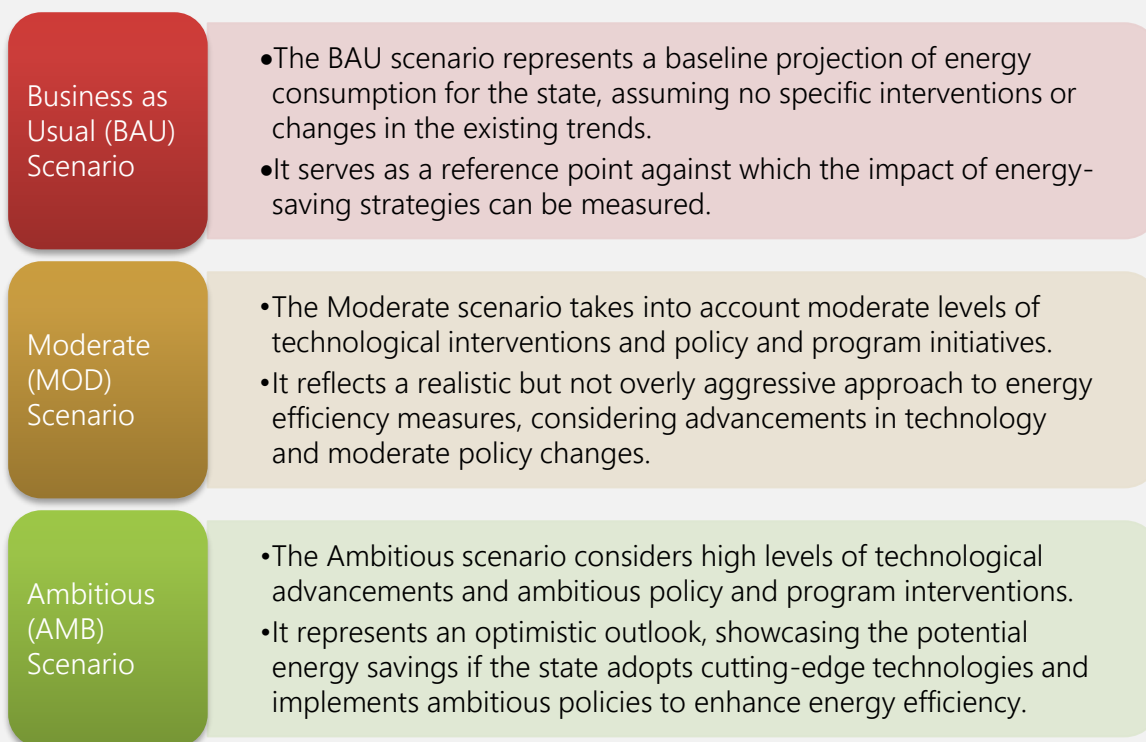 Business as
Usual (BAU)
Scenario
•The BAU scenario represents a baseline projection of energy
consumption for the state, assuming no specific interventions or
changes in the existing trends.
•It serves as a reference point against which the impact of energy-
saving strategies can be measured.
Moderate
(MOD)
Scenario
•The Moderate scenario takes into account moderate levels of
technological interventions and policy and program initiatives.
•It reflects a realistic but not overly aggressive approach to energy
efficiency measures, considering advancements in technology
and moderate policy changes.
Ambitious
(AMB)
Scenario
•The Ambitious scenario considers high levels of technological
advancements and ambitious policy and program interventions.
•It represents an optimistic outlook, showcasing the potential
energy savings if the state adopts cutting-edge technologies and
implements ambitious policies to enhance energy efficiency.